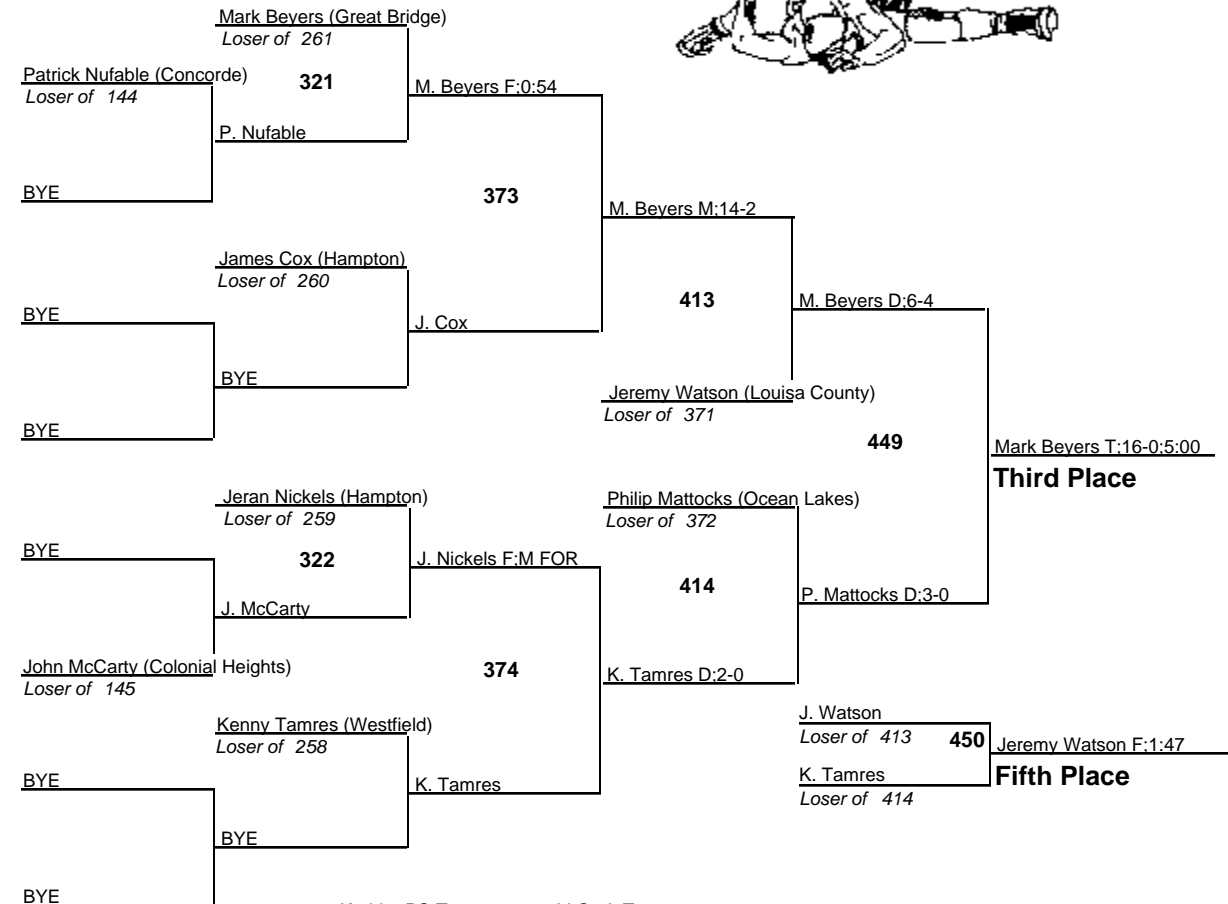 Mark Beyers (Great Bridge)
Loser of 261
Patrick Nufable (Concorde)
Loser of 144
321
M. Beyers F;0:54
P. Nufable
BYE
373
M. Beyers M;14-2
James Cox (Hampton)
Loser of 260
413
M. Beyers D;6-4
BYE
J. Cox
BYE
Jeremy Watson (Louisa County)
Loser of 371
BYE
449
Mark Beyers T;16-0;5:00
Third Place
Jeran Nickels (Hampton)
Loser of 259
Philip Mattocks (Ocean Lakes)
Loser of 372
BYE
322
J. Nickels F;M FOR
414
P. Mattocks D;3-0
J. McCarty
John McCarty (Colonial Heights)
Loser of 145
374
K. Tamres D;2-0
Kenny Tamres (Westfield)
Loser of 258
J. Watson
Loser of 413
450
Jeremy Watson F;1:47
Fifth Place
BYE
K. Tamres
K. Tamres
Loser of 414
BYE
BYE